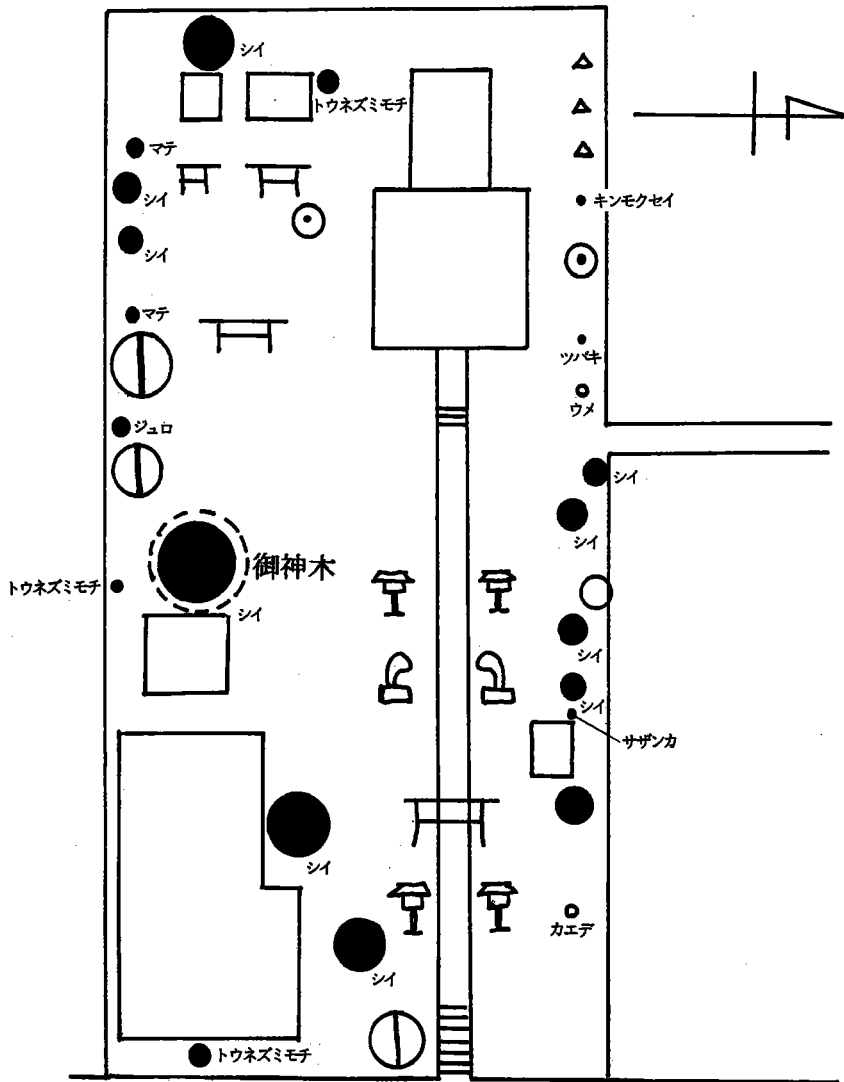 シイ
トウネズミモチ
マテ
シイ
キンモクセイ
シイ
マテ
ツバキ
ウメ
ジュロ
シイ
シイ
御神木
トウネズミモチ
シイ
シイ
シイ
サザンカ
シイ
カエデ
シイ
トウネズミモチ